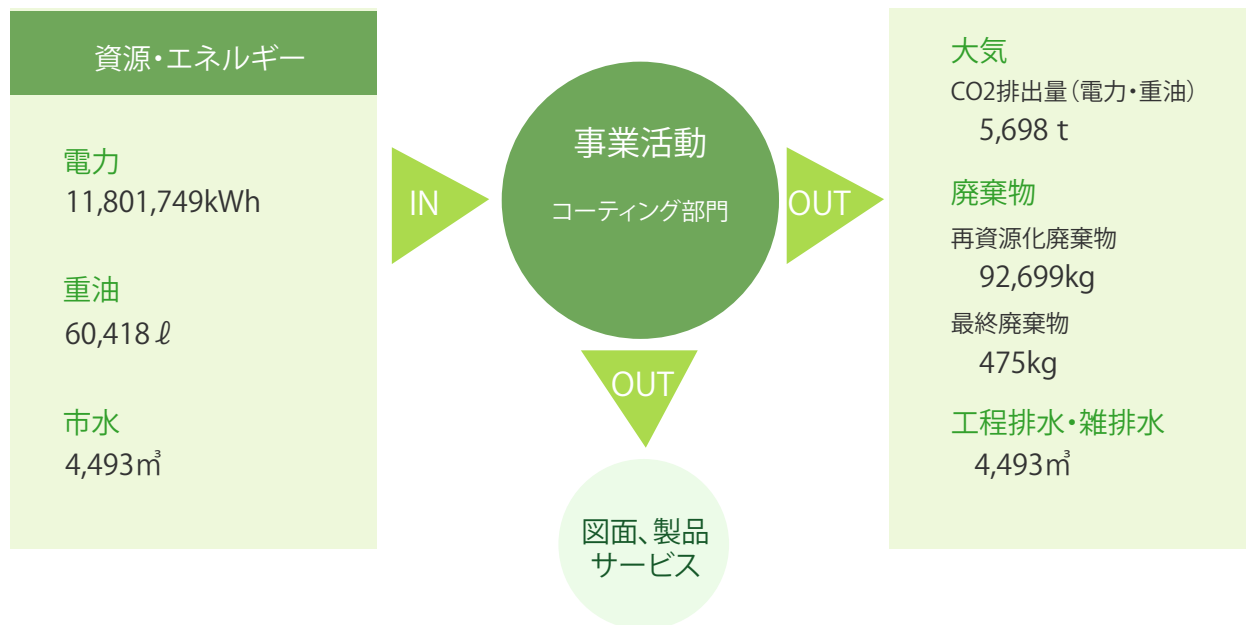 資源・エネルギー
電力
11,801,749kWh
重油
60,418ℓ
市水
4,493㎥
IN
事業活動
コーティング部門
OUT
OUT
図面、製品
サービス
大気
CO2排出量（電力・重油）
5,698 t
廃棄物
再資源化廃棄物
92,699kg
最終廃棄物
475kg
工程排水・雑排水
4,493㎥